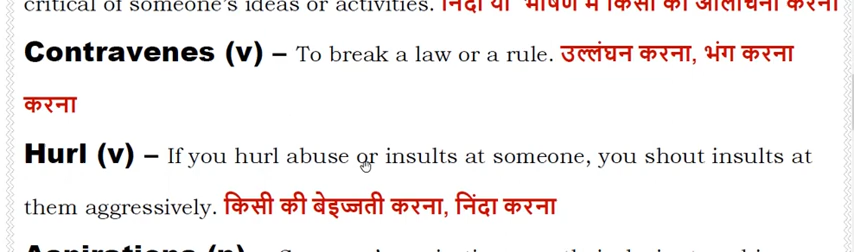 critical of someone's ideas or activities. निंदा या भाषण में किसी की आलोचना करना
Contravenes (v) – To break a law or a rule. उल्लंघन करना, भंग करना
करना
Hurl (v) – If you hurl abuse or insults at someone, you shout insults at
them aggressively. किसी की बेइज्जती करना, निंदा करना
Aspirations (n)